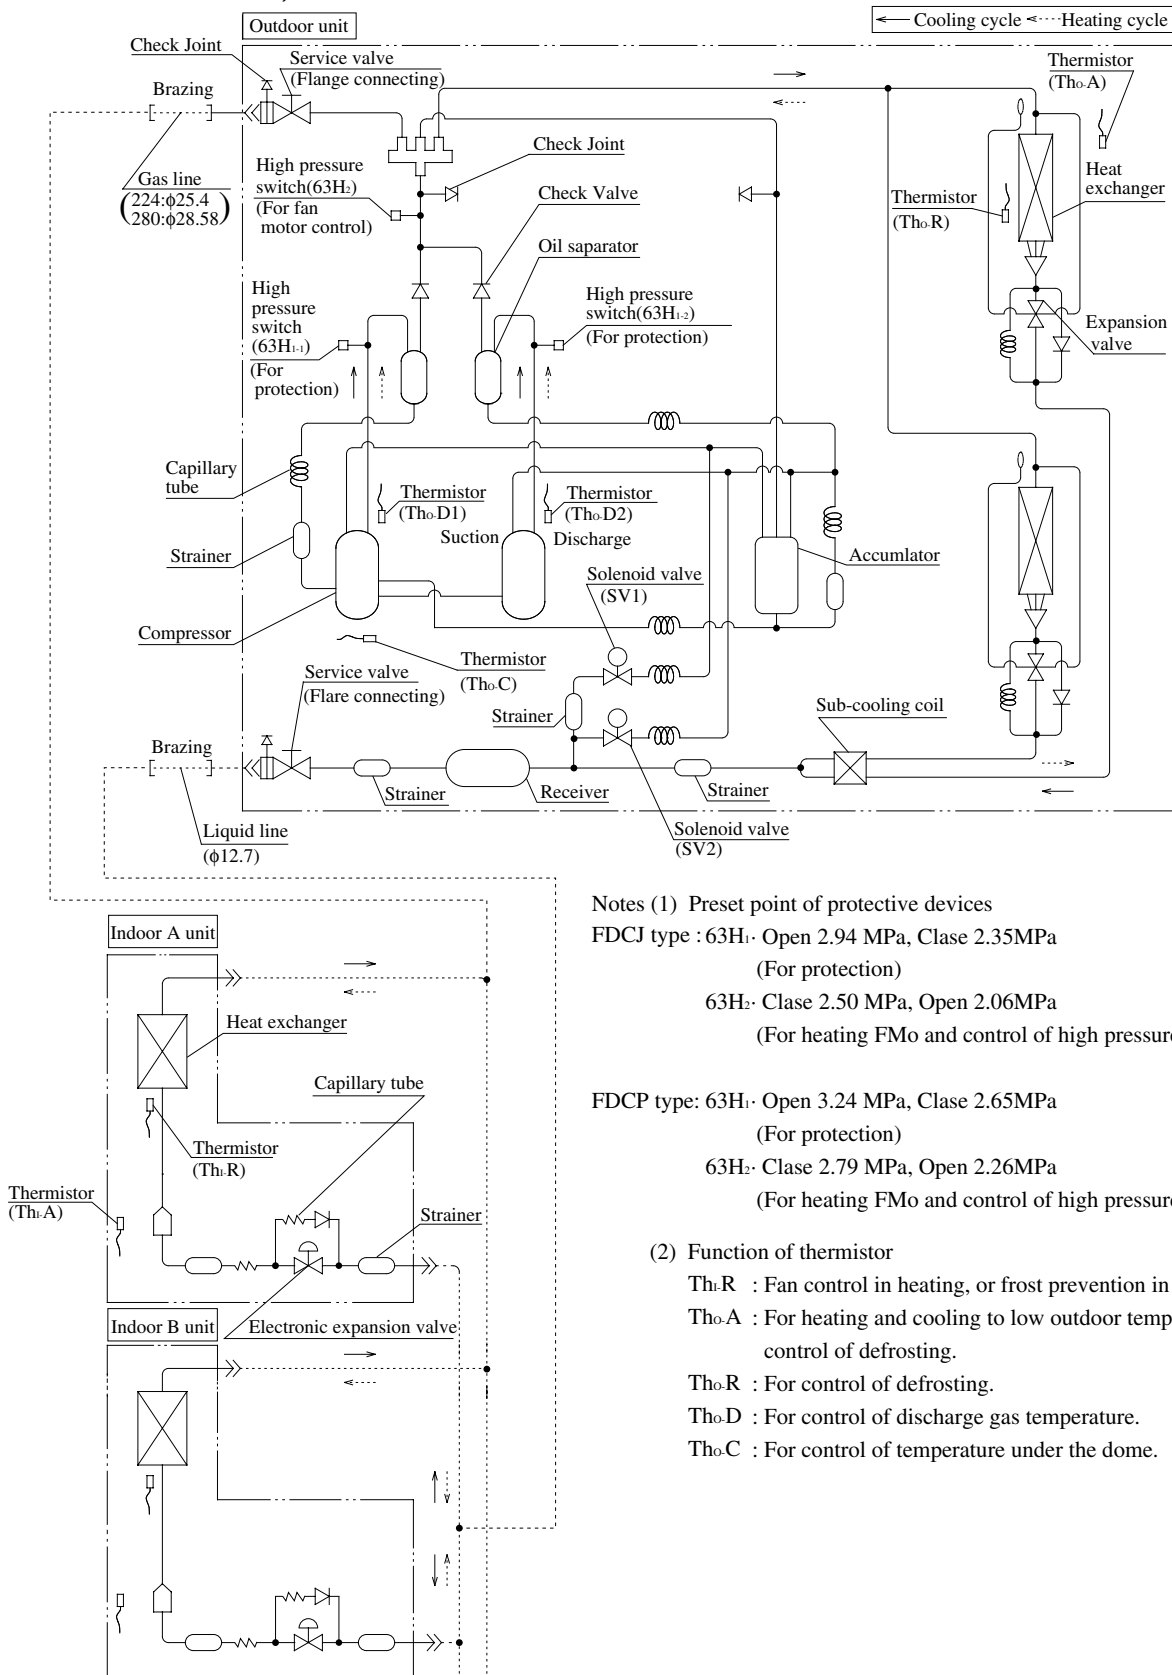 Outdoor unit
Cooling cycle
Heating cycle
Check Joint
Service valve
(Flange connecting)
Thermistor
(Tho-A)
Brazing
Check Joint
High pressure
switch(63H2)
(For fan
motor control)
Gas line
(224:ϕ25.4
280:ϕ28.58)
Check Valve
Thermistor
(Tho-R)
Heat
exchanger
Oil saparator
High
pressure
switch
(63H1-1)
(For
protection)
High pressure
switch(63H1-2)
(For protection)
Expansion
valve
Capillary
tube
Thermistor
(Tho-D1)
Thermistor
(Tho-D2)
Suction
Discharge
Strainer
Accumlator
Solenoid valve
(SV1)
Compressor
Thermistor
(Tho-C)
Service valve
(Flare connecting)
Strainer
Sub-cooling coil
Brazing
Strainer
Receiver
Strainer
Liquid line
(ϕ12.7)
Solenoid valve
(SV2)
Notes (1) Preset point of protective devices
FDCJ type : 63H1· Open 2.94 MPa, Clase 2.35MPa
(For protection)
63H2· Clase 2.50 MPa, Open 2.06MPa
(For heating FMo and control of high pressure
FDCP type: 63H1· Open 3.24 MPa, Clase 2.65MPa
(For protection)
63H2· Clase 2.79 MPa, Open 2.26MPa
(For heating FMo and control of high pressure
(2) Function of thermistor
ThI-R : Fan control in heating, or frost prevention in
Tho-A : For heating and cooling to low outdoor temp
control of defrosting.
Tho-R : For control of defrosting.
Tho-D : For control of discharge gas temperature.
Tho-C : For control of temperature under the dome.
Indoor A unit
Heat exchanger
Capillary tube
Thermistor
(ThI-R)
Thermistor
(ThI-A)
Strainer
Indoor B unit
Electronic expansion valve